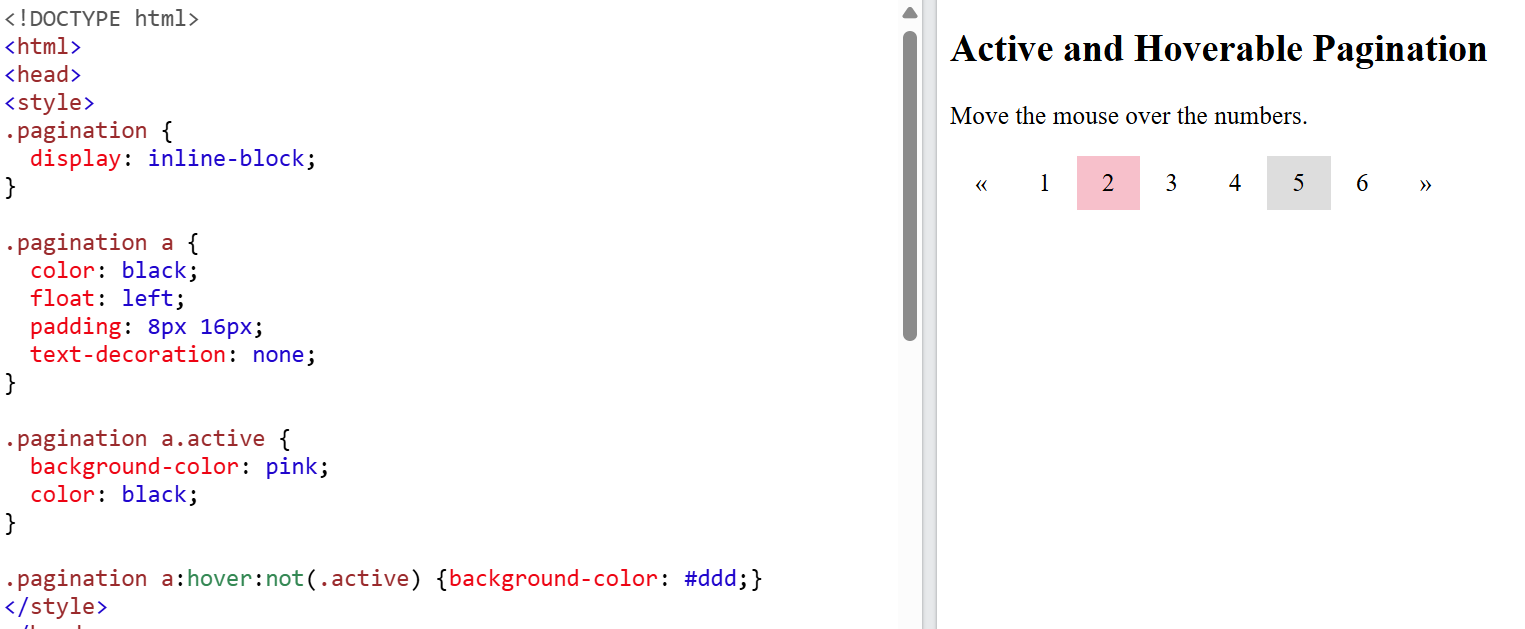 <!DOCTYPE html>
<html>
<head>
<style>
.pagination {
  display: inline-block;
}

.pagination a {
  color: black;
  float: left;
  padding: 8px 16px;
  text-decoration: none;
}

.pagination a.active {
  background-color: pink;
  color: black;
}

.pagination a:hover:not(.active) {background-color: #ddd;}
</style>
Active and Hoverable Pagination
Move the mouse over the numbers.
« 1 2 3 4 5 6 »